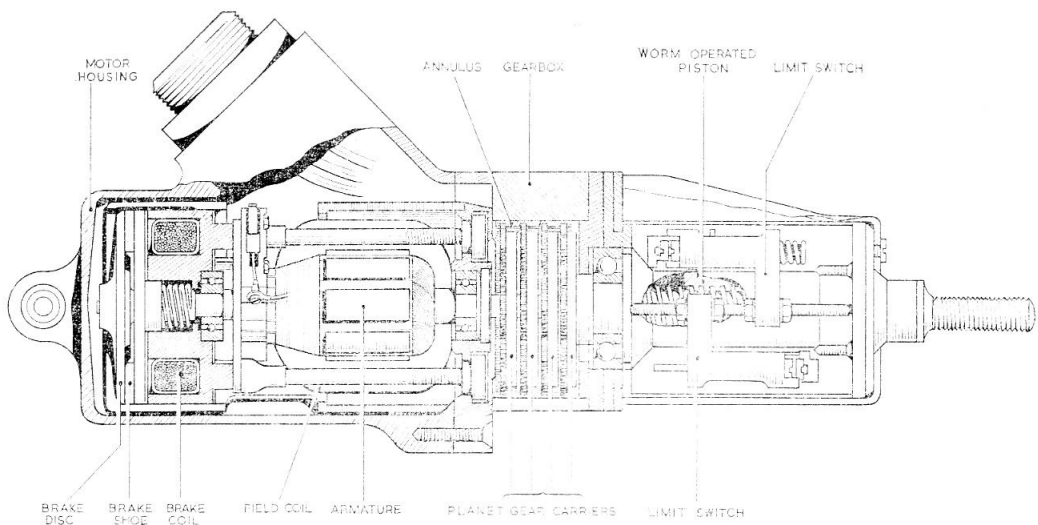 MOTOR
HOUSING
ANNULUS
GEARBOX
WORM OPERATED
PISTON
LIMIT SWITCH
BRAKE
DISC
BRAKE
SHOE
BRAKE
COIL
FIELD COIL
ARMATURE
PLANET GEAR CARRIERS
LIMIT SWITCH